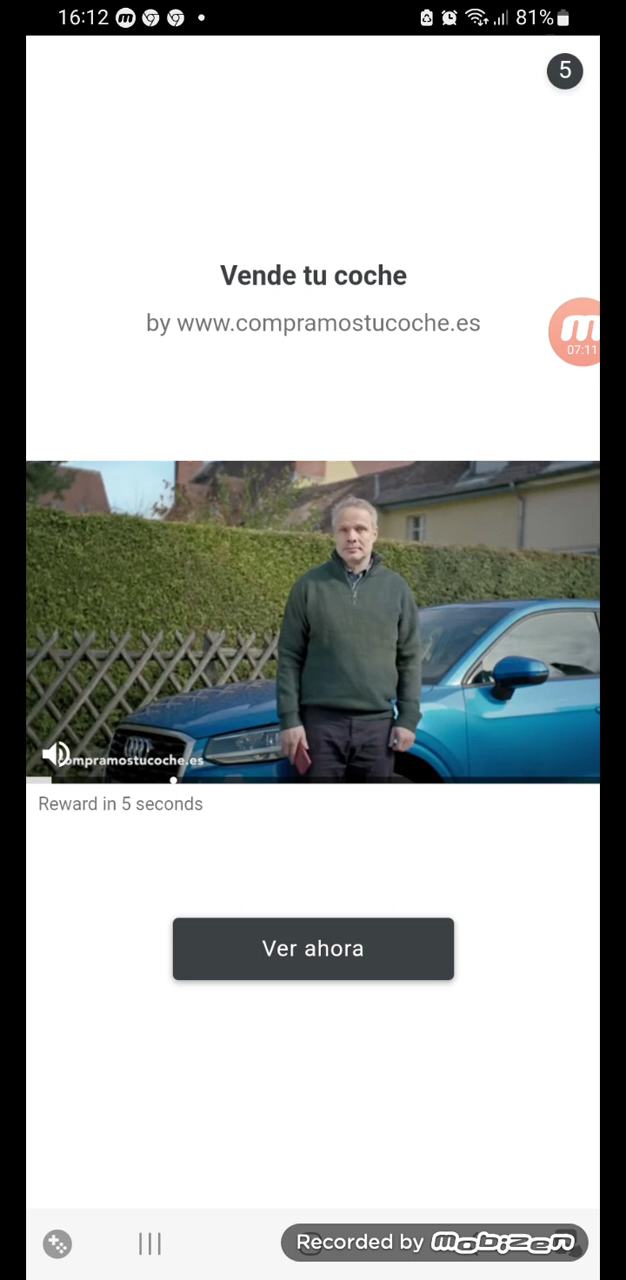 16:12
81%
5
Vende tu coche
by www.compramostucoche.es
07:11
compramostucoche.es
Reward in 5 seconds
Ver ahora
Recorded by mobizen